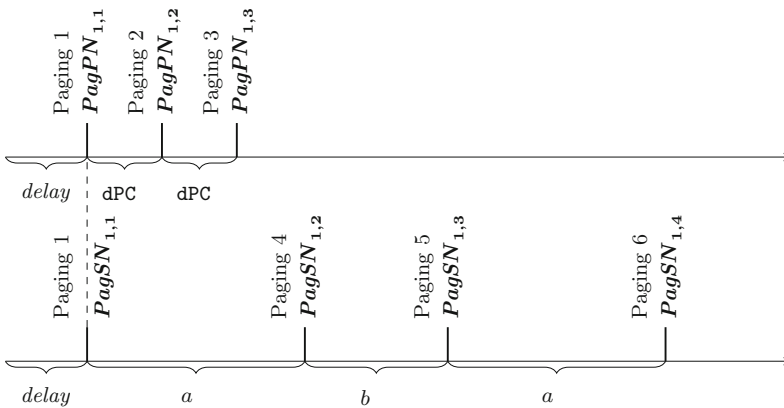 Paging 1
PagPN1,1
Paging 2
PagPN1,2
Paging 3
PagPN1,3
delay
dPC
dPC
Paging 1
PagSN1,1
Paging 4
PagSN1,2
Paging 5
PagSN1,3
Paging 6
PagSN1,4
delay
a
b
a